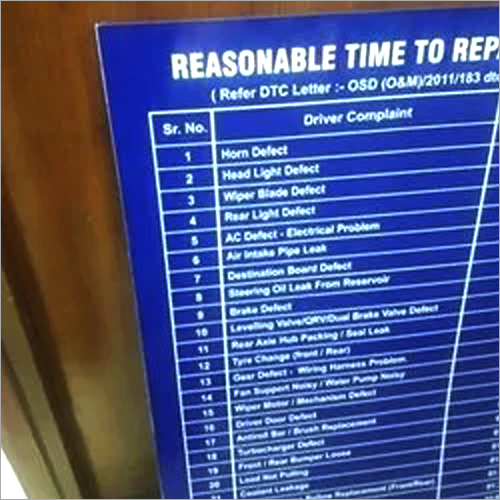 REASONABLE TIME TO REP
( Refer DTC Letter :- OSD (O&M)/2011/183 dtd
Sr. No. Driver Complaint
1 Horn Defect
2 Head Light Defect
3 Wiper Blade Defect
4 Rear Light Defect
5 AC Defect - Electrical Problem
6 Air Intake Pipe Leak
7 Destination Board Defect
8 Steering Oil Leak From Reservoir
9 Brake Defect
10 Levelling Valve/QRV/Dual Brake Valve Defect
11 Rear Axle Hub Packing / Seal Leak
12 Tyre Change (front / Rear)
13 Gear Defect - Wiring Harness Problem
14 Fan Support Noisy / Water Pump Noisy
15 Wiper Motor / Mechanism Defect
16 Driver Door Defect
17 Antiroll Bar / Brush Replacement
18 Turbocharger Defect
19 Front / Rear Bumper Loose
20 Load Not Pulling
21 Coolant Leakage
Replacement (Front/Rear)